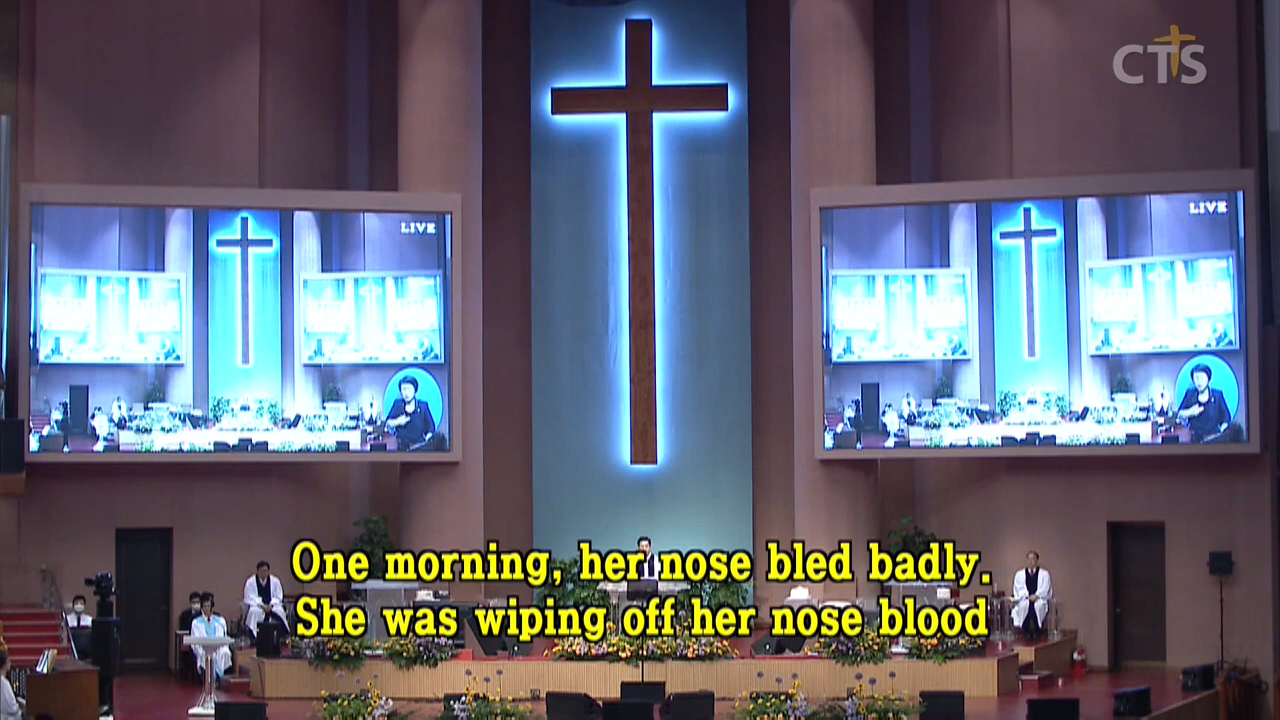 CTS
LIVE
LIVE
One morning, her nose bled badly.
She was wiping off her nose blood